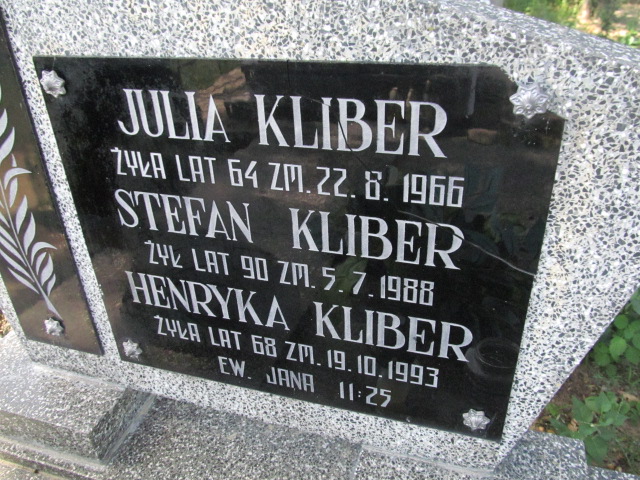 JULIA KLIBER
ŻYŁA LAT 64 ZM. 22. 8. 1966
STEFAN KLIBER
ŻYŁ LAT 90 ZM. 5. 7. 1988
HENRYKA KLIBER
ŻYŁA LAT 68 ZM. 19. 10. 1993
EW. JANA 11:25